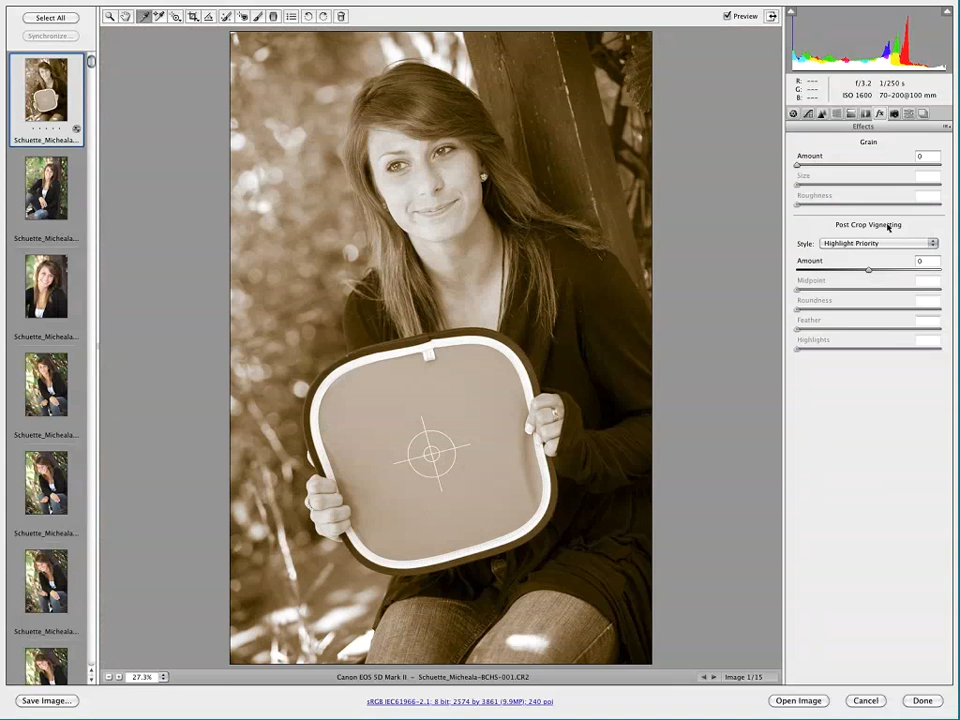 Select All
Synchronize...
Preview
Schuette_Micheala...
Schuette_Micheala...
Schuette_Micheala...
Schuette_Micheala...
Schuette_Micheala...
Schuette_Micheala...
R: ---
G: ---
B: ---
f/3.2 1/250 s
ISO 1600 70-200@100 mm
fx
Effects
Grain
Amount 0
Size
Roughness
Post Crop Vignetting
Style: Highlight Priority
Amount 0
Midpoint
Roundness
Feather
Highlights
27.3%
Canon EOS 5D Mark II - Schuette_Micheala-BCHS-001.CR2
Image 1/15
Save Image...
sRGB IEC61966-2.1; 8 bit; 2574 by 3861 (9.9MP); 240 ppi
Open Image
Cancel
Done